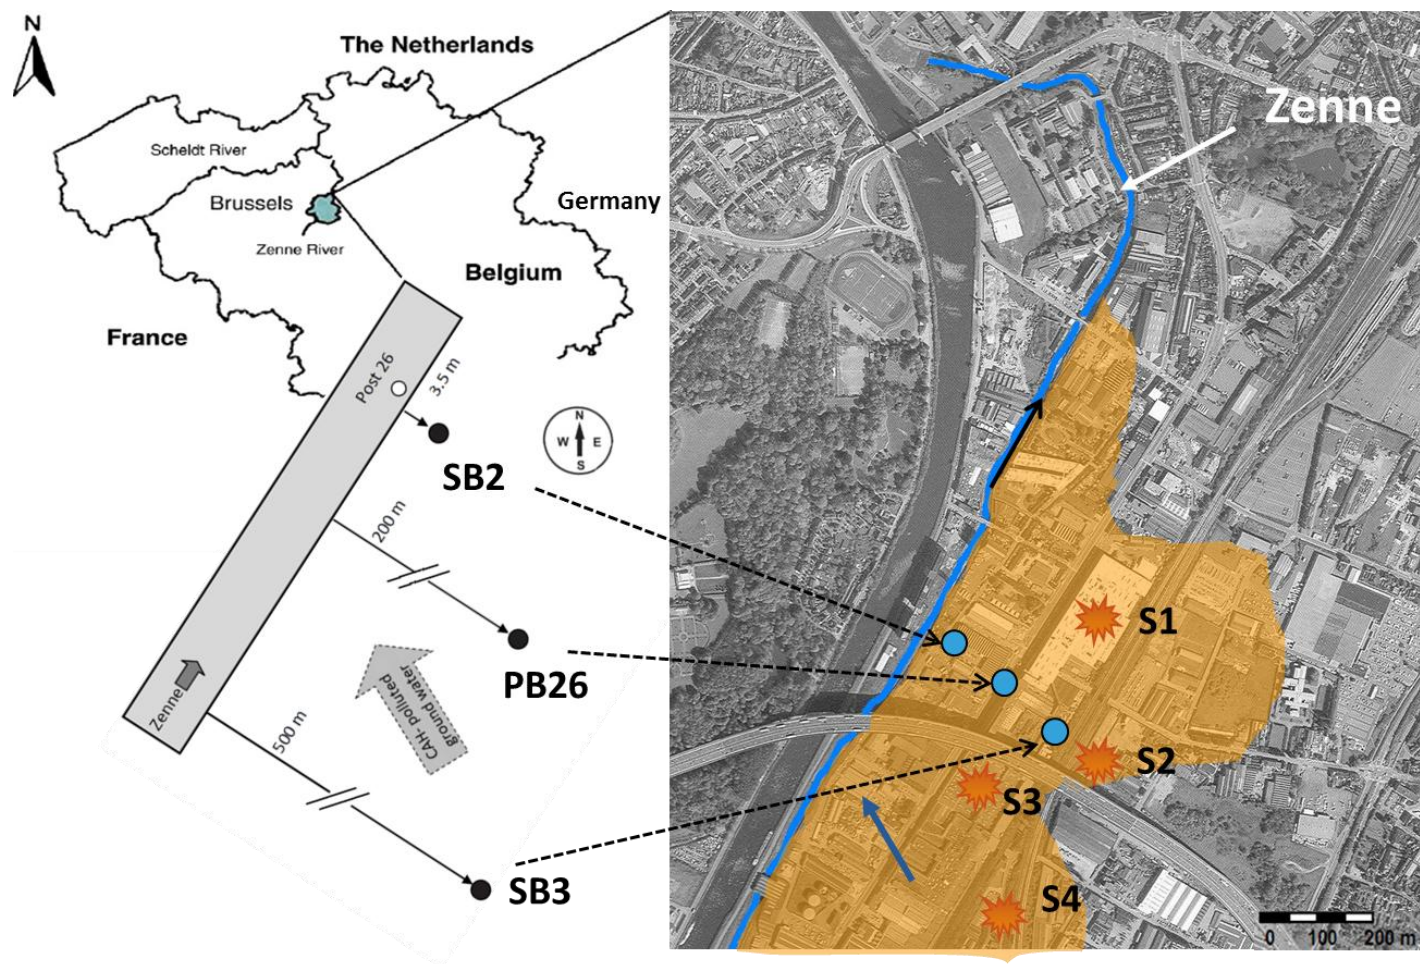 N
The Netherlands
Scheldt River
Brussels
Germany
Zenne River
Belgium
France
Post 26
3.5 m
N
W E
S
SB2
200 m
PB26
Zenne
CAH- polluted
ground water
500 m
SB3
Zenne
S1
S2
S3
S4
0 100 200 m